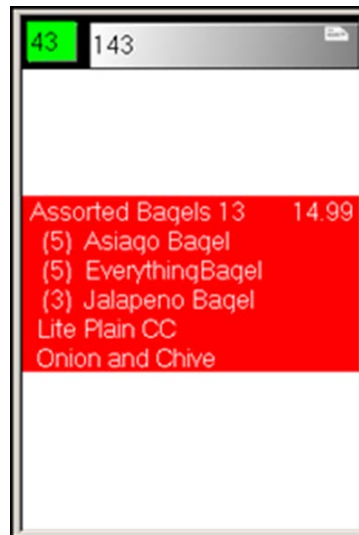 43 143
Assorted Bagels 13 14.99
(5) Asiago Bagel
(5) EverythingBagel
(3) Jalapeno Bagel
Lite Plain CC
Onion and Chive